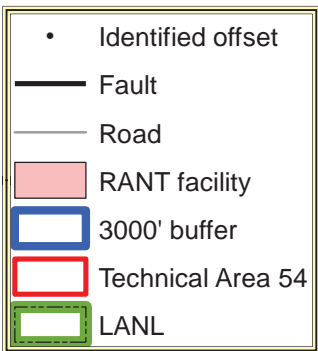 Identified offset
Fault
Road
RANT facility
3000' buffer
Technical Area 54
LANL